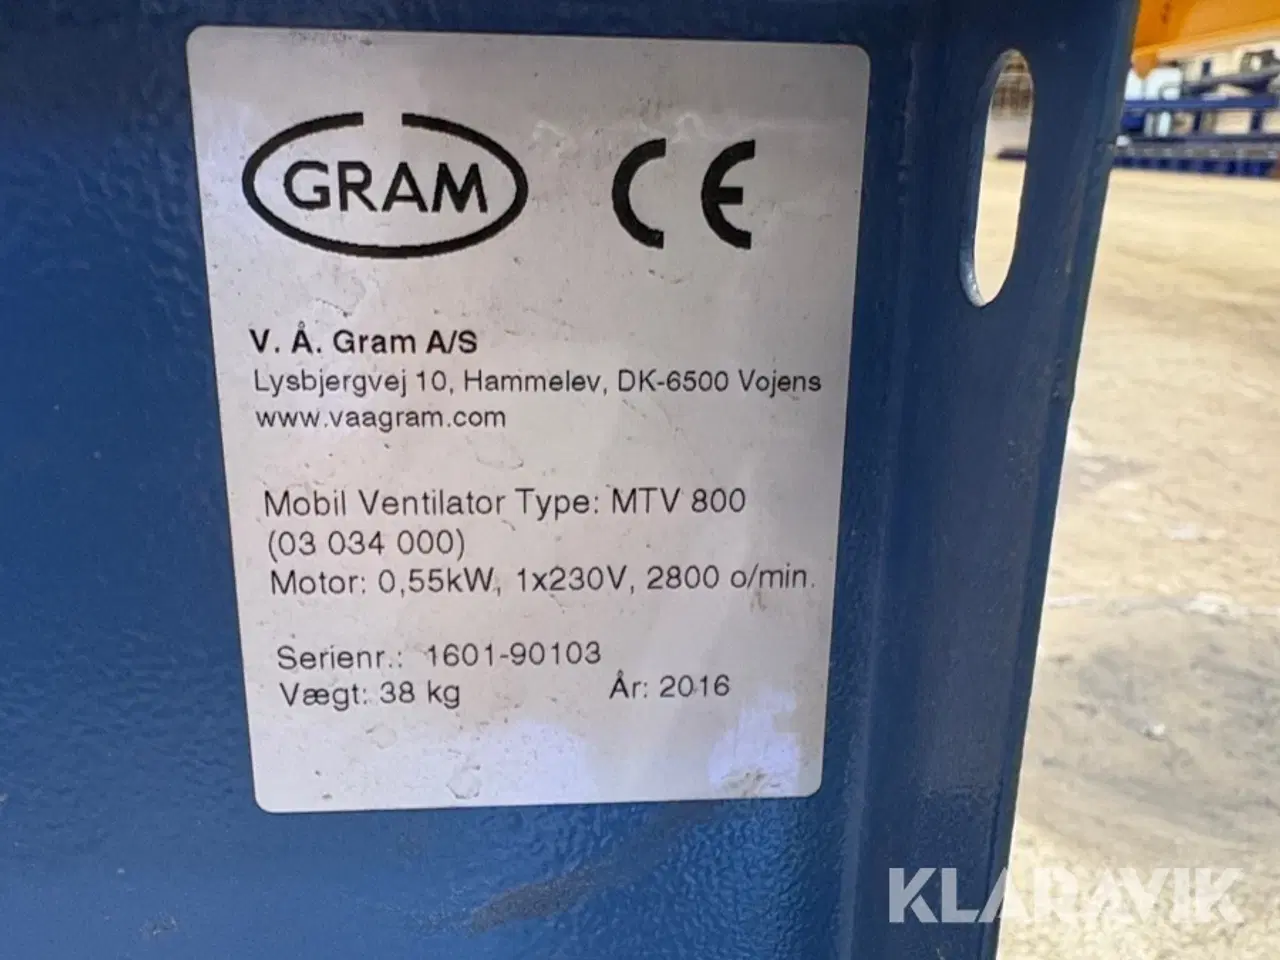 GRAM CE
V. Å. Gram A/S
Lysbjergvej 10, Hammelev, DK-6500 Vojens
www.vaagram.com
Mobil Ventilator Type: MTV 800
(03 034 000)
Motor: 0,55kW, 1x230V, 2800 o/min.
Serienr.: 1601-90103
Vægt: 38 kg År: 2016
KLARAVIK